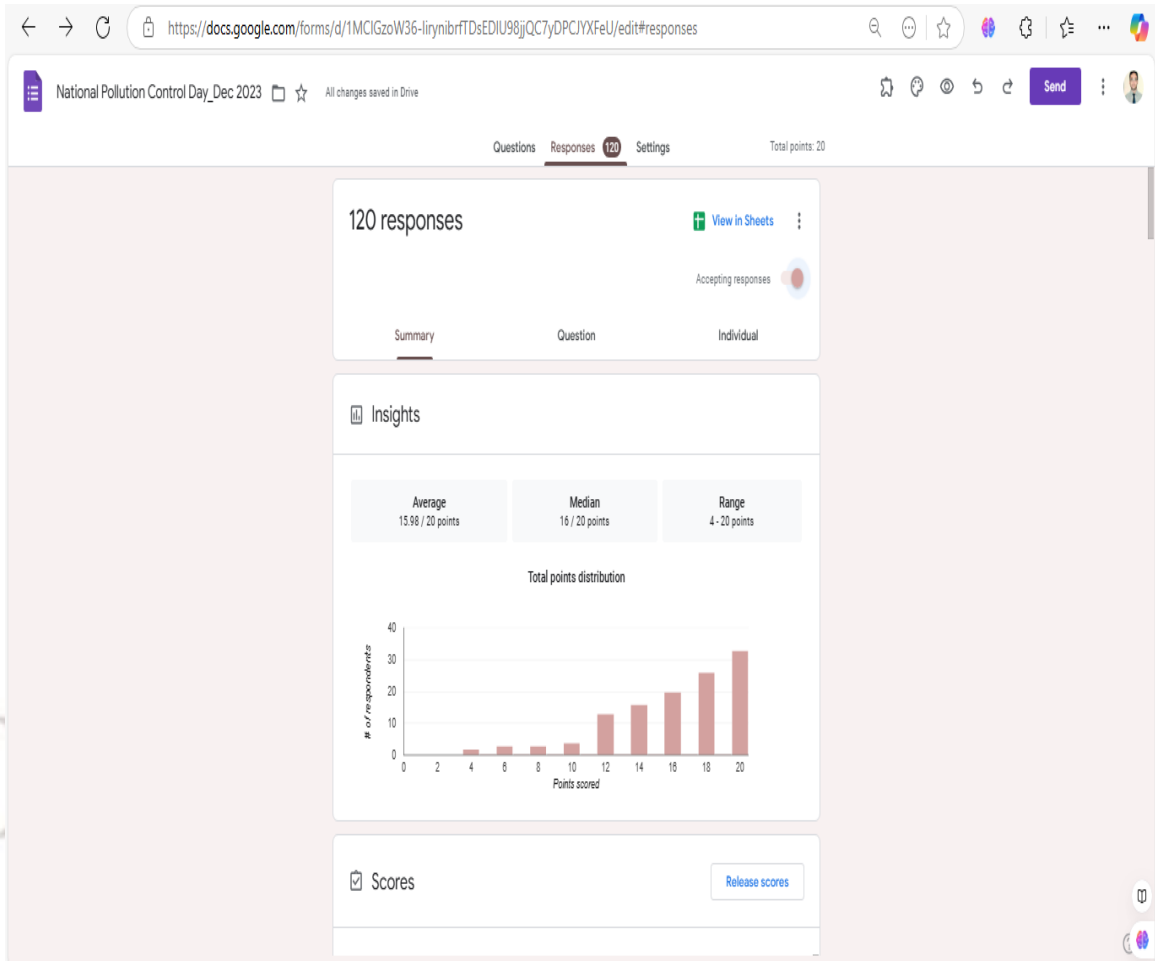 https://docs.google.com/forms/d/1MClGzoW36-IirynibrfTDsEDlU98jjQC7yDPCJYXFeU/edit#responses
National Pollution Control Day_Dec 2023 All changes saved in Drive Send
Questions Responses 120 Settings Total points: 20
120 responses View in Sheets
Accepting responses
Summary Question Individual
Insights
Average Median Range
15.98 / 20 points 16 / 20 points 4 - 20 points
Total points distribution
40
30
20
10
0
# of respondents
0 2 4 6 8 10 12 14 16 18 20
Points scored
Scores Release scores